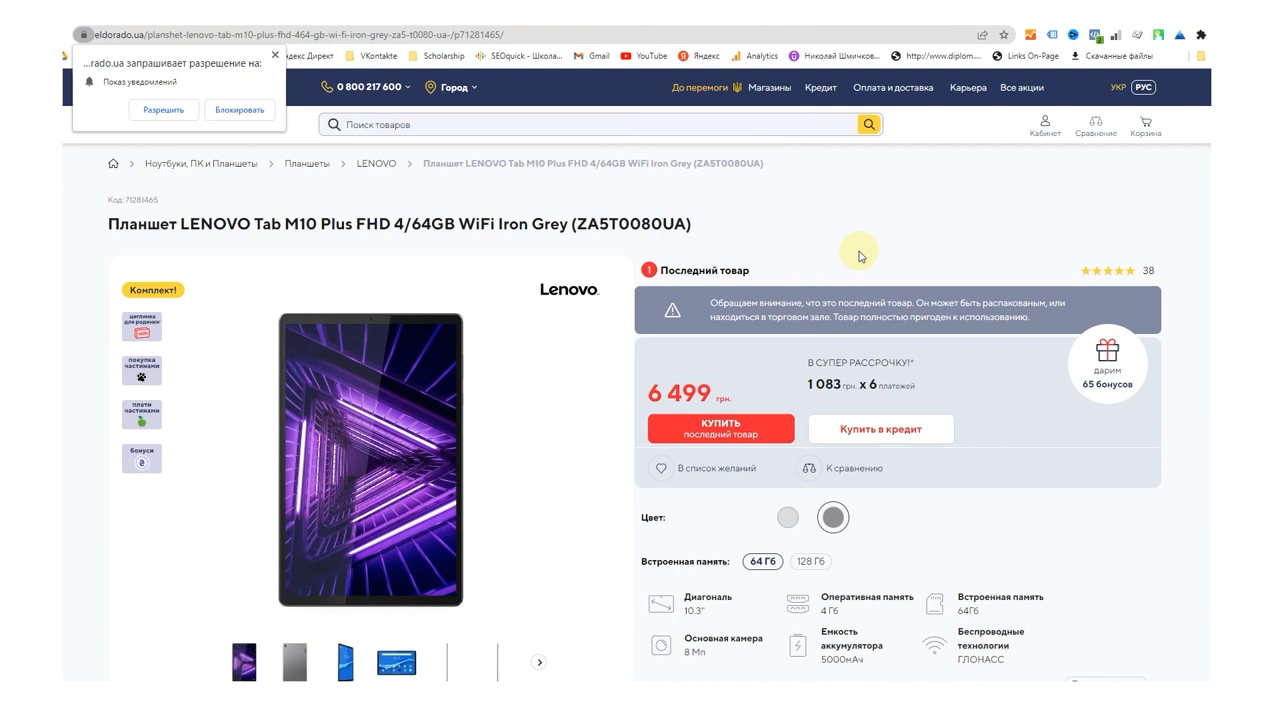 eldorado.ua/planshet-lenovo-tab-m10-plus-fhd-464-gb-wi-fi-iron-grey-za5-t0080-ua-/p71281465/
ндекс Директ VKontakte Scholarship SEOquick - Школа... Gmail YouTube Яндекс Analytics Николай Шмичков... http://www.diplom.... Links On-Page Скачанные файлы
...rado.ua запрашивает разрешение на:
Показ уведомлений
Разрешить Блокировать
0 800 217 600 Город До перемоги Магазины Кредит Оплата и доставка Карьера Все акции УКР РУС
Поиск товаров
Кабинет Сравнение Корзина
Ноутбуки, ПК и Планшеты > Планшеты > LENOVO > Планшет LENOVO Tab M10 Plus FHD 4/64GB WiFi Iron Grey (ZA5T0080UA)
Код: 71281465
Планшет LENOVO Tab M10 Plus FHD 4/64GB WiFi Iron Grey (ZA5T0080UA)
Комплект!
Lenovo
покупка
частинами
плати
частинами
бонуси
1 Последний товар
38
Обращаем внимание, что это последний товар. Он может быть распакованым, или
находиться в торговом зале. Товар полностью пригоден к использованию.
В СУПЕР РАССРОЧКУ!*
6 499 грн.
1 083 грн. x 6 платежей
дарим
65 бонусов
КУПИТЬ
последний товар
Купить в кредит
В список желаний К сравнению
Цвет:
Встроенная память: 64 Гб 128 Гб
Диагональ
10.3"
Оперативная память
4 Гб
Встроенная память
64Гб
Основная камера
8 Мп
Емкость
аккумулятора
5000мАч
Беспроводные
технологии
ГЛОНАСС